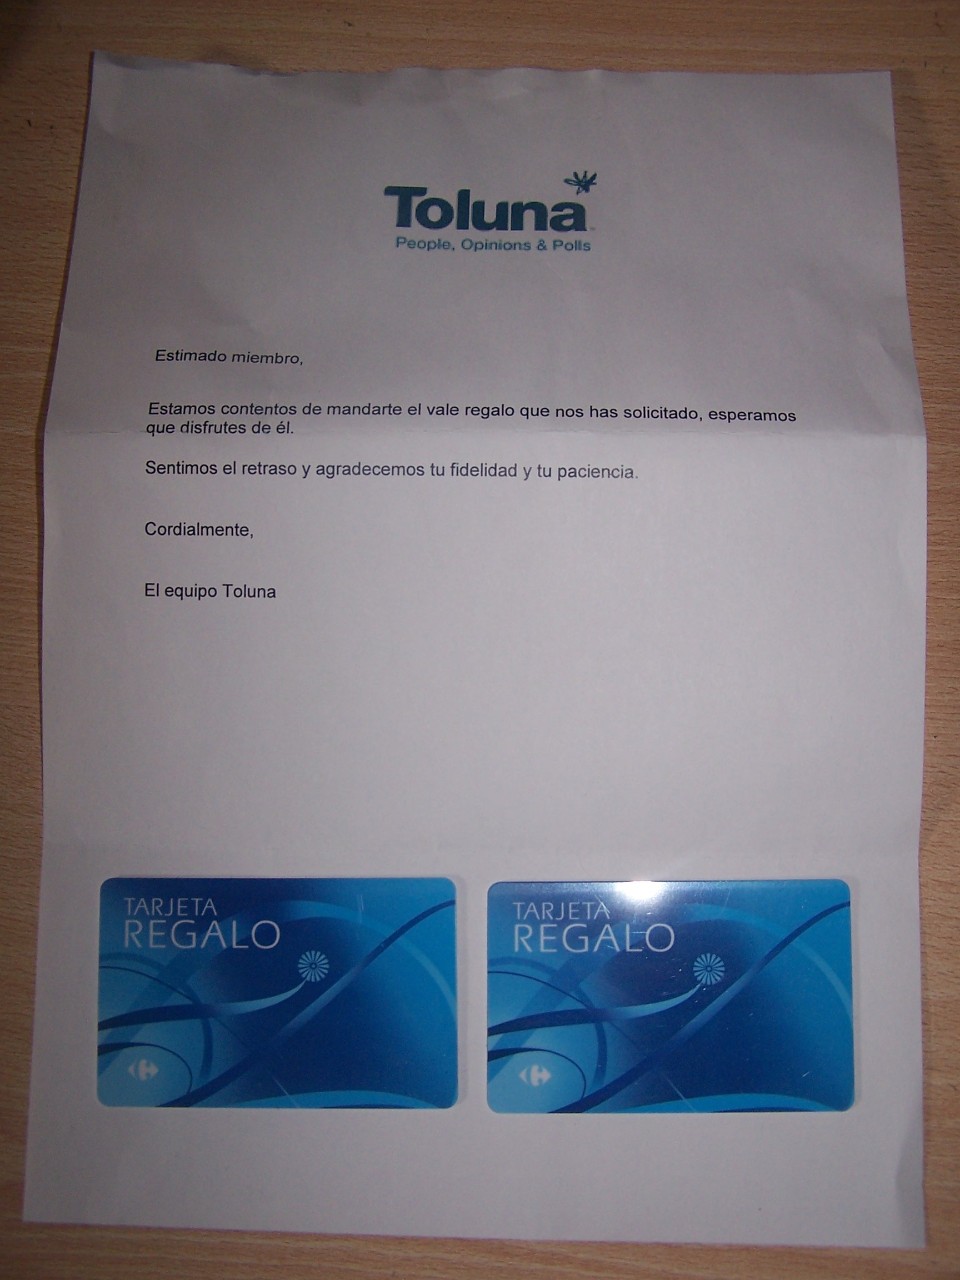 Toluna
People, Opinions & Polls
Estimado miembro,
Estamos contentos de mandarte el vale regalo que nos has solicitado, esperamos
que disfrutes de él.
Sentimos el retraso y agradecemos tu fidelidad y tu paciencia.
Cordialmente,
El equipo Toluna
TARJETA
REGALO
TARJETA
REGALO